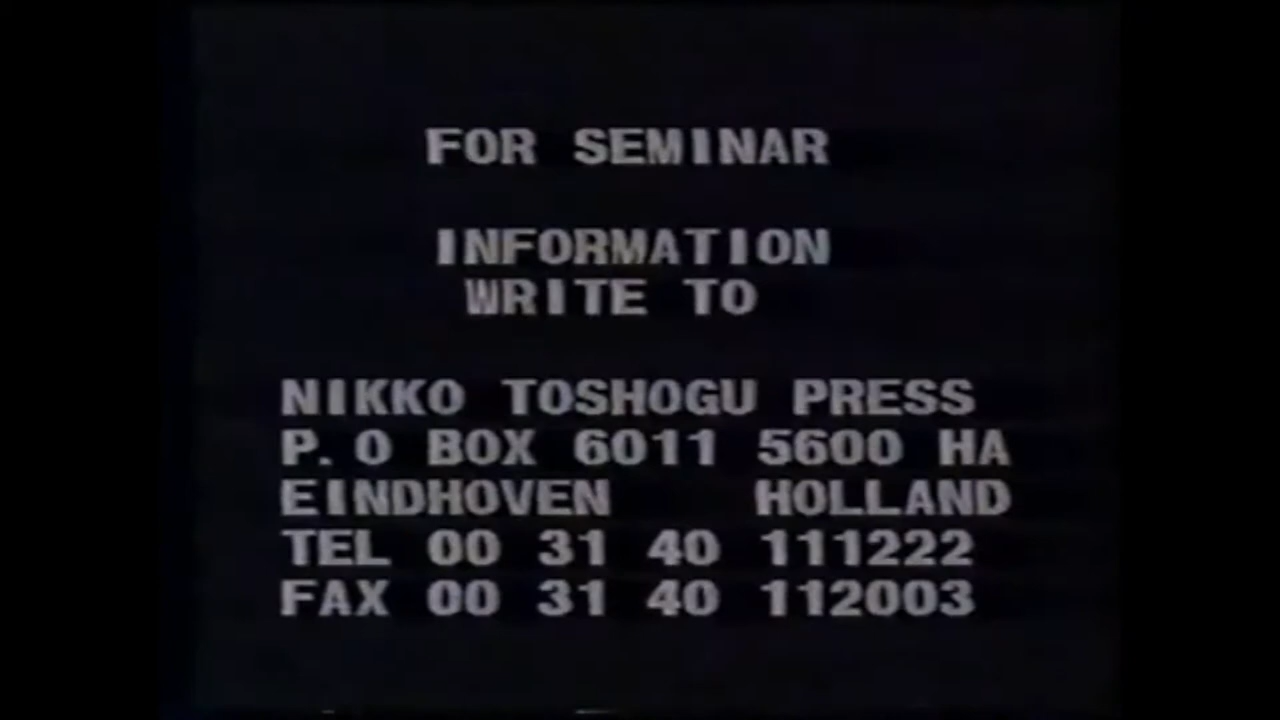 FOR SEMINAR
INFORMATION
WRITE TO
NIKKO TOSHOGU PRESS
P.O BOX 6011 5600 HA
EINDHOVEN HOLLAND
TEL 00 31 40 111222
FAX 00 31 40 112003